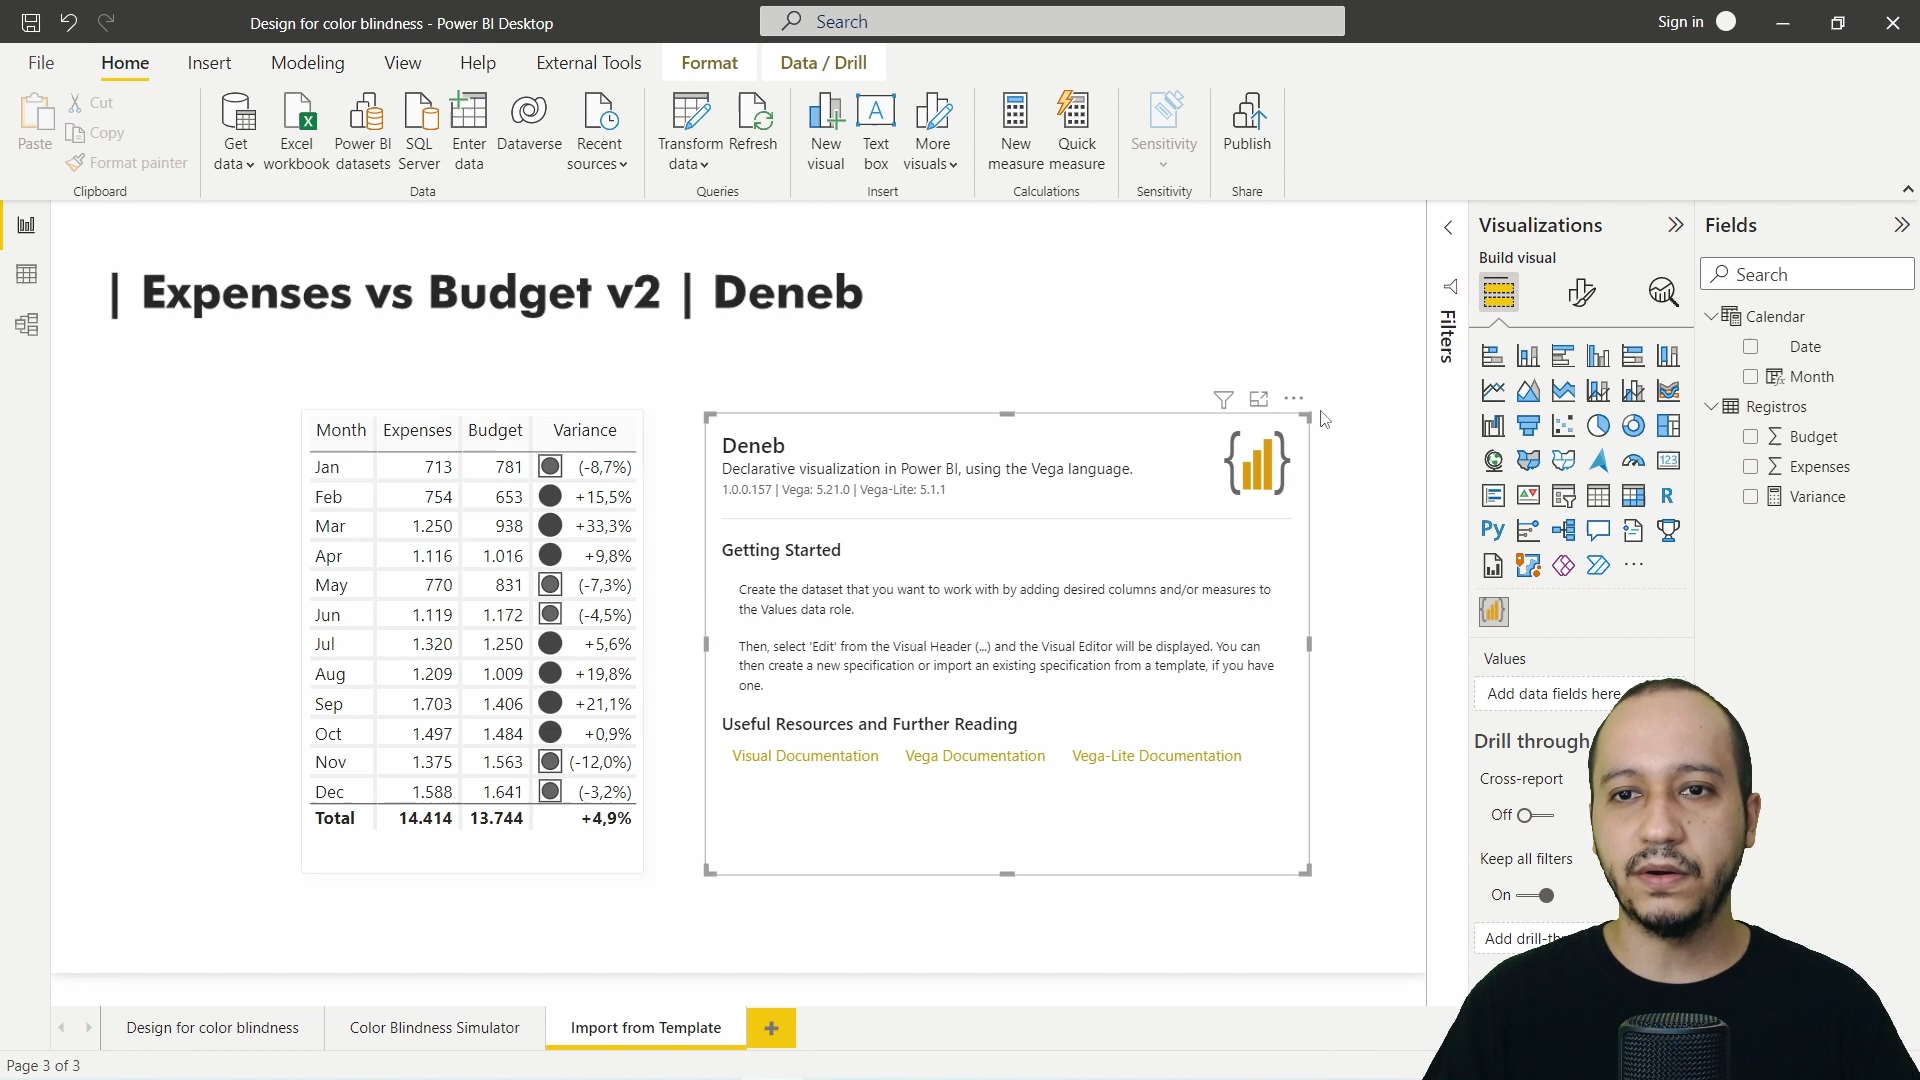 Design for color blindness - Power BI Desktop
Search
Sign in
File
Home
Insert
Modeling
View
Help
External Tools
Format
Data / Drill
Paste
Cut
Copy
Format painter
Clipboard
Get
data
Excel
workbook
Power BI
datasets
SQL
Server
Enter
data
Dataverse
Recent
sources
Data
Transform
data
Refresh
Queries
New
visual
Text
box
More
visuals
Insert
New
measure
Quick
measure
Calculations
Sensitivity
Sensitivity
Publish
Share
| Expenses vs Budget v2 | Deneb
Month Expenses Budget Variance
Jan 713 781 (-8,7%)
Feb 754 653 +15,5%
Mar 1.250 938 +33,3%
Apr 1.116 1.016 +9,8%
May 770 831 (-7,3%)
Jun 1.119 1.172 (-4,5%)
Jul 1.320 1.250 +5,6%
Aug 1.209 1.009 +19,8%
Sep 1.703 1.406 +21,1%
Oct 1.497 1.484 +0,9%
Nov 1.375 1.563 (-12,0%)
Dec 1.588 1.641 (-3,2%)
Total 14.414 13.744 +4,9%
Deneb
Declarative visualization in Power BI, using the Vega language.
1.0.0.157 | Vega: 5.21.0 | Vega-Lite: 5.1.1
Getting Started
Create the dataset that you want to work with by adding desired columns and/or measures to
the Values data role.
Then, select 'Edit' from the Visual Header (...) and the Visual Editor will be displayed. You can
then create a new specification or import an existing specification from a template, if you have
one.
Useful Resources and Further Reading
Visual Documentation Vega Documentation Vega-Lite Documentation
Filters
Visualizations
Build visual
123
R
Py
Values
Add data fields here
Drill through
Cross-report
Off
Keep all filters
On
Add drill-th
Fields
Search
Calendar
Date
Month
Registros
Budget
Expenses
Variance
Design for color blindness
Color Blindness Simulator
Import from Template
Page 3 of 3